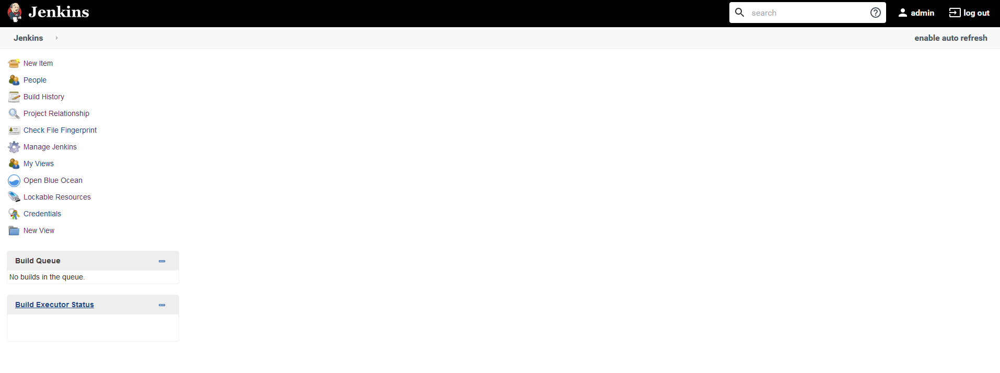 Jenkins
search
admin
log out
Jenkins
enable auto refresh
New Item
People
Build History
Project Relationship
Check File Fingerprint
Manage Jenkins
My Views
Open Blue Ocean
Lockable Resources
Credentials
New View
Build Queue
No builds in the queue.
Build Executor Status